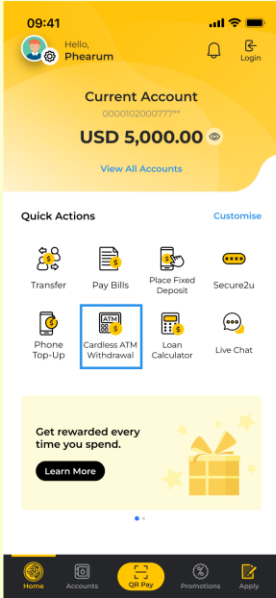 09:41
Hello,
Phearum
Login
Current Account
0000102000777**
USD 5,000.00
View All Accounts
Quick Actions
Customise
Transfer
Pay Bills
Place Fixed
Deposit
Secure2u
Phone
Top-Up
ATM
Cardless ATM
Withdrawal
Loan
Calculator
Live Chat
Get rewarded every
time you spend.
Learn More
Home
Accounts
QR Pay
Promotions
Apply